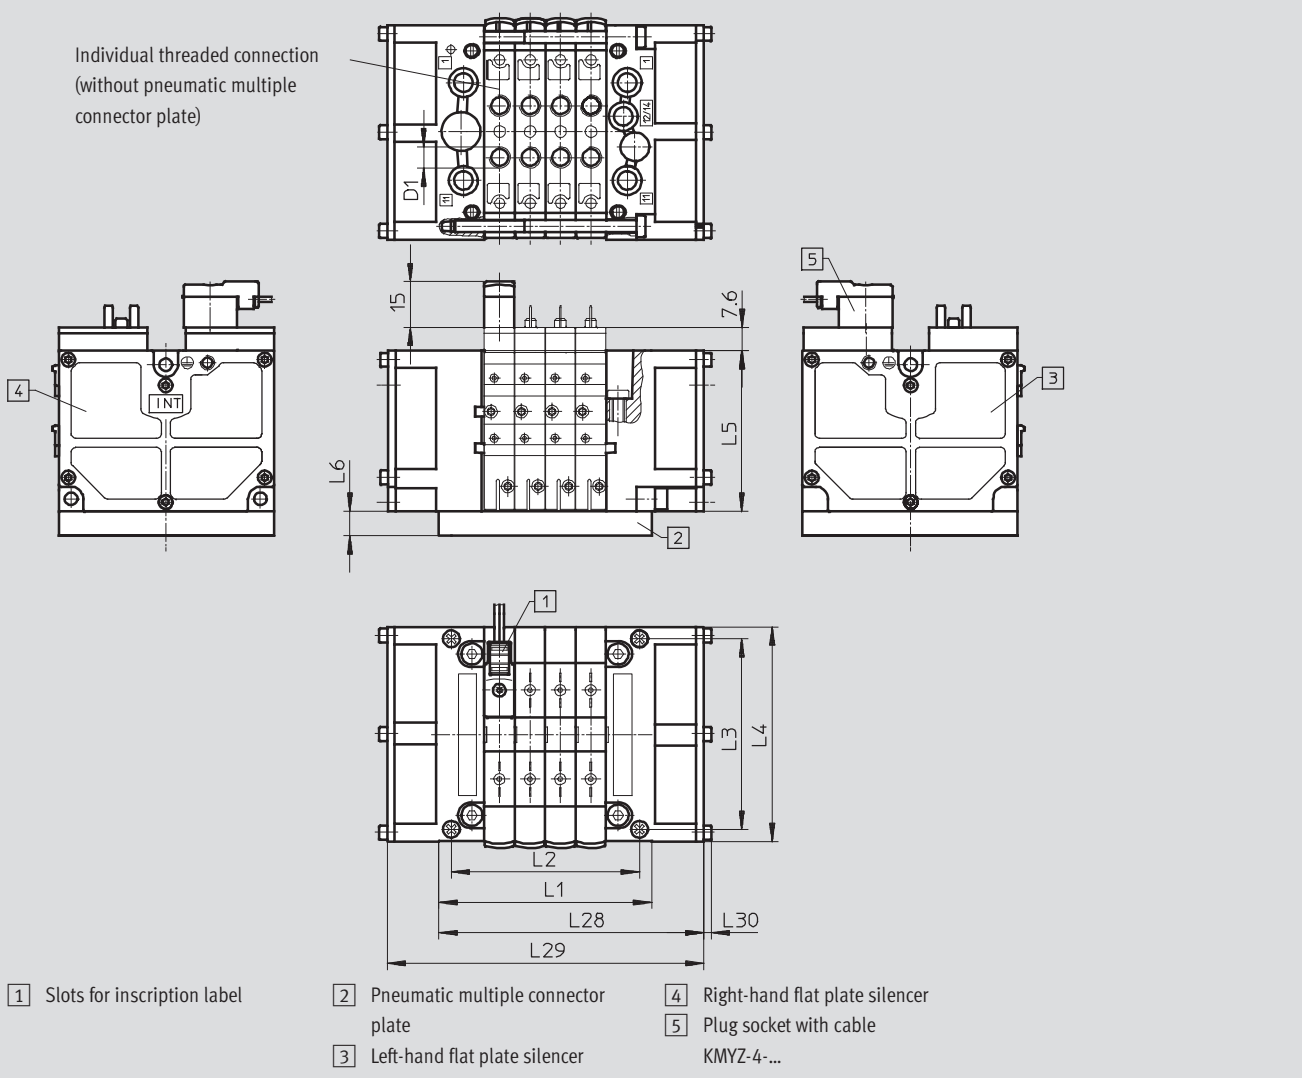 Individual threaded connection
(without pneumatic multiple
connector plate)
1
1
12/14
D1
11
11
5
15
7.6
4
INT
3
L6
L5
2
1
L3
L4
L2
L1
L28
L30
L29
1 Slots for inscription label
2 Pneumatic multiple connector
plate
3 Left-hand flat plate silencer
4 Right-hand flat plate silencer
5 Plug socket with cable
KMYZ-4-...